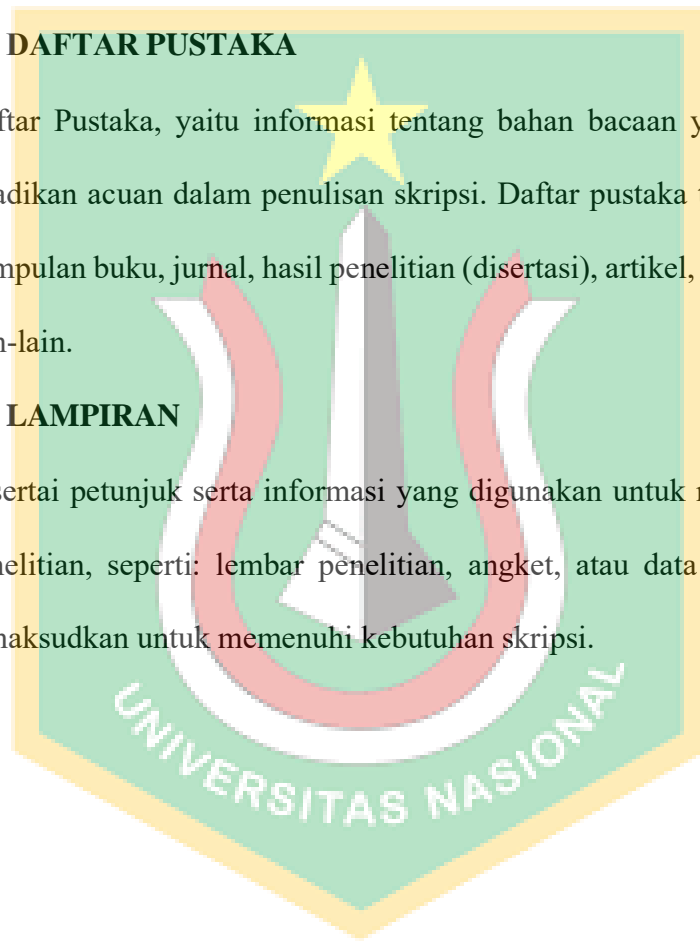 DAFTAR PUSTAKA
ftar Pustaka, yaitu informasi tentang bahan bacaan y
adikan acuan dalam penulisan skripsi. Daftar pustaka t
mpulan buku, jurnal, hasil penelitian (disertasi), artikel,
n-lain.
LAMPIRAN
sertai petunjuk serta informasi yang digunakan untuk
nelitian, seperti: lembar penelitian, angket, atau data
maksudkan untuk memenuhi kebutuhan skripsi.
UNIVERSITAS NASIONAL